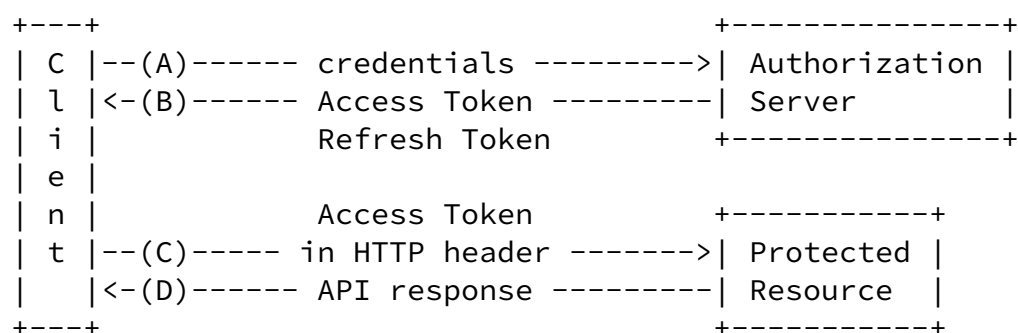 +---+                                  +---------------+
| C |--(A)------ credentials --------->| Authorization |
| l |<-(B)------ Access Token ---------| Server        |
| i |            Refresh Token         +---------------+
| e |
| n |            Access Token          +-----------+
| t |--(C)----- in HTTP header ------->| Protected |
|   |<-(D)------ API response ---------| Resource  |
+---+                                  +-----------+